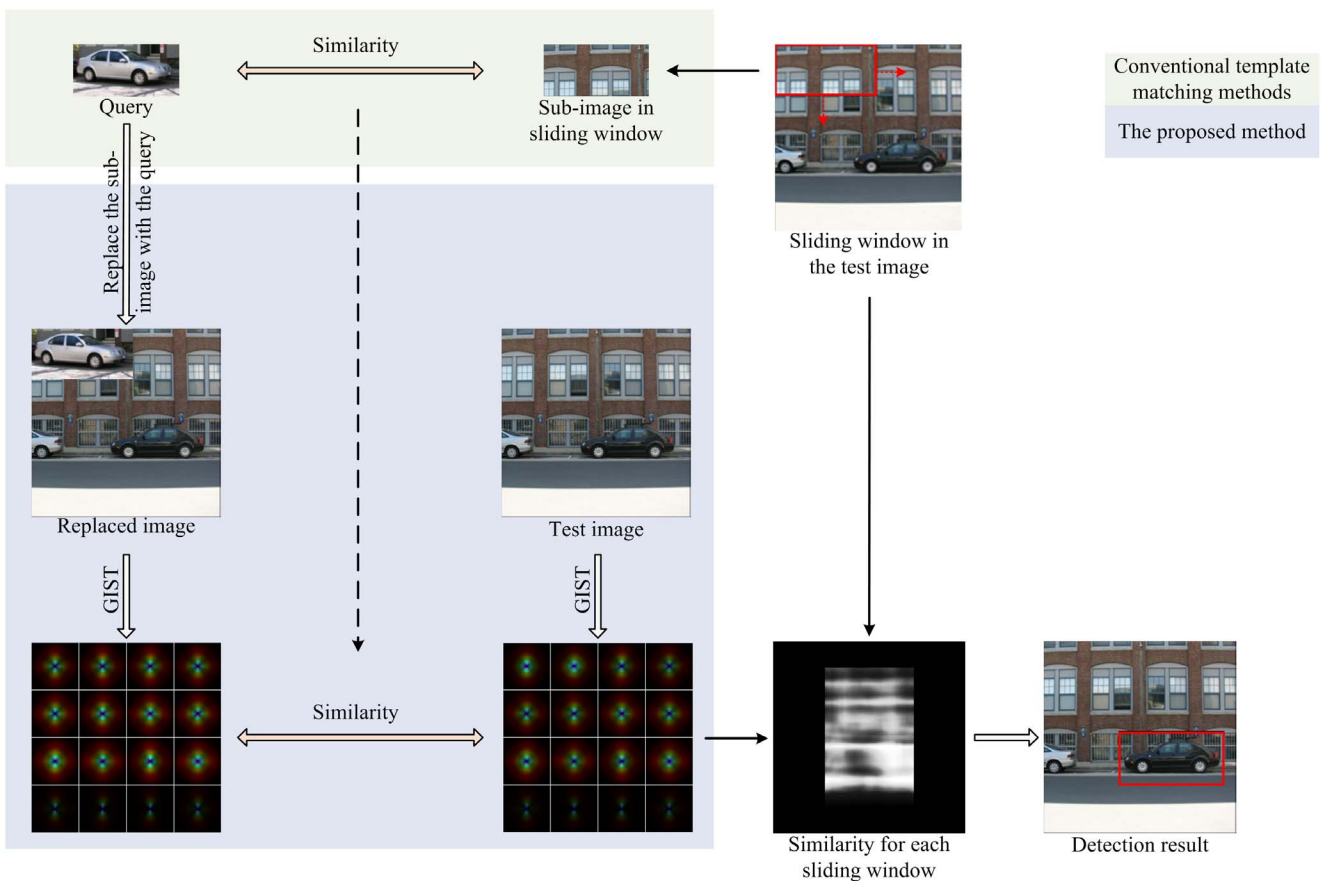 Similarity
Query
Sub-image in
sliding window
Conventional template
matching methods
The proposed method
Replace the sub-
image with the query
Sliding window in
the test image
Replaced image
Test image
GIST
GIST
Similarity
Similarity for each
sliding window
Detection result